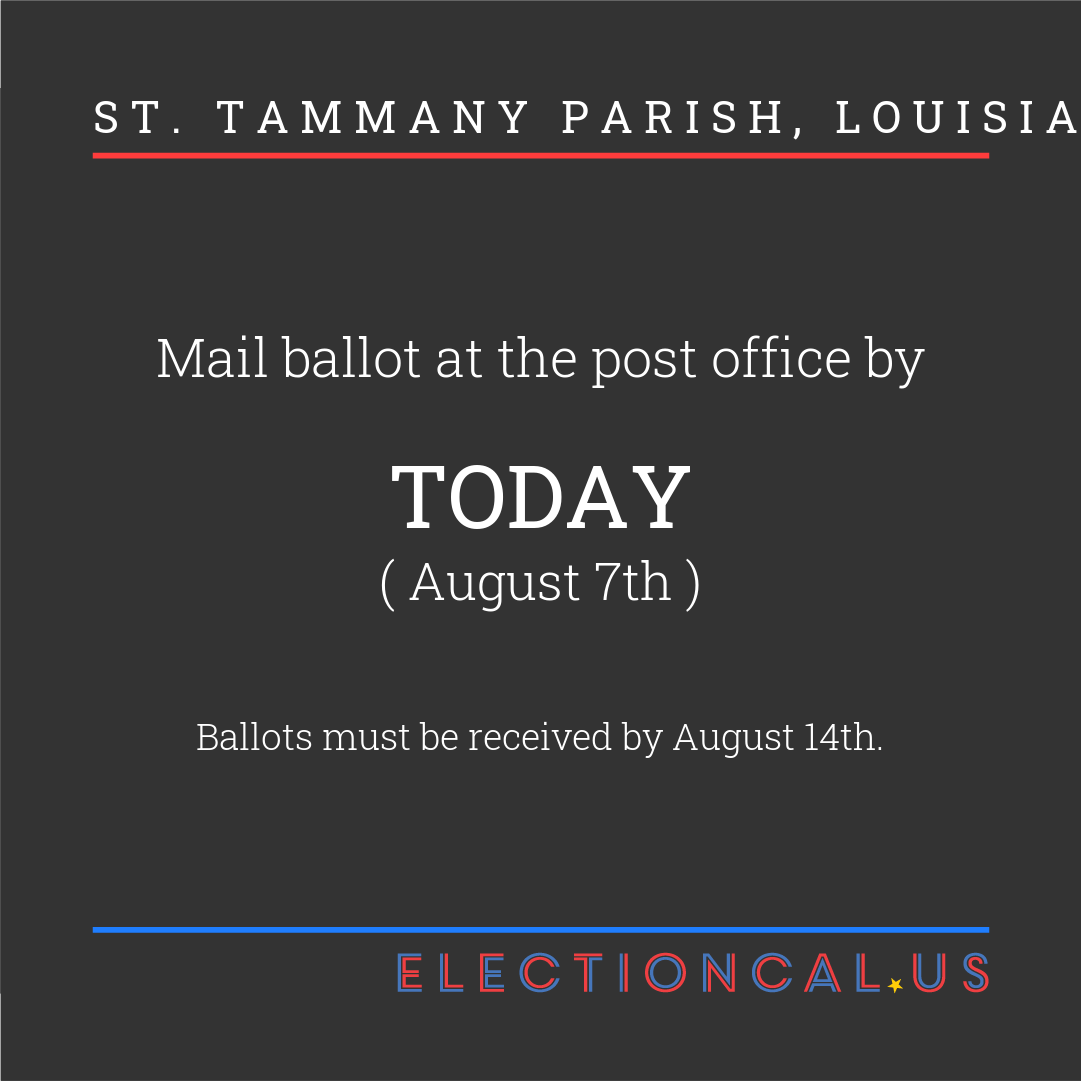 ST. TAMMANY PARISH, LOUISIA
Mail ballot at the post office by
TODAY
( August 7th )
Ballots must be received by August 14th.
ELECTIONCAL.US